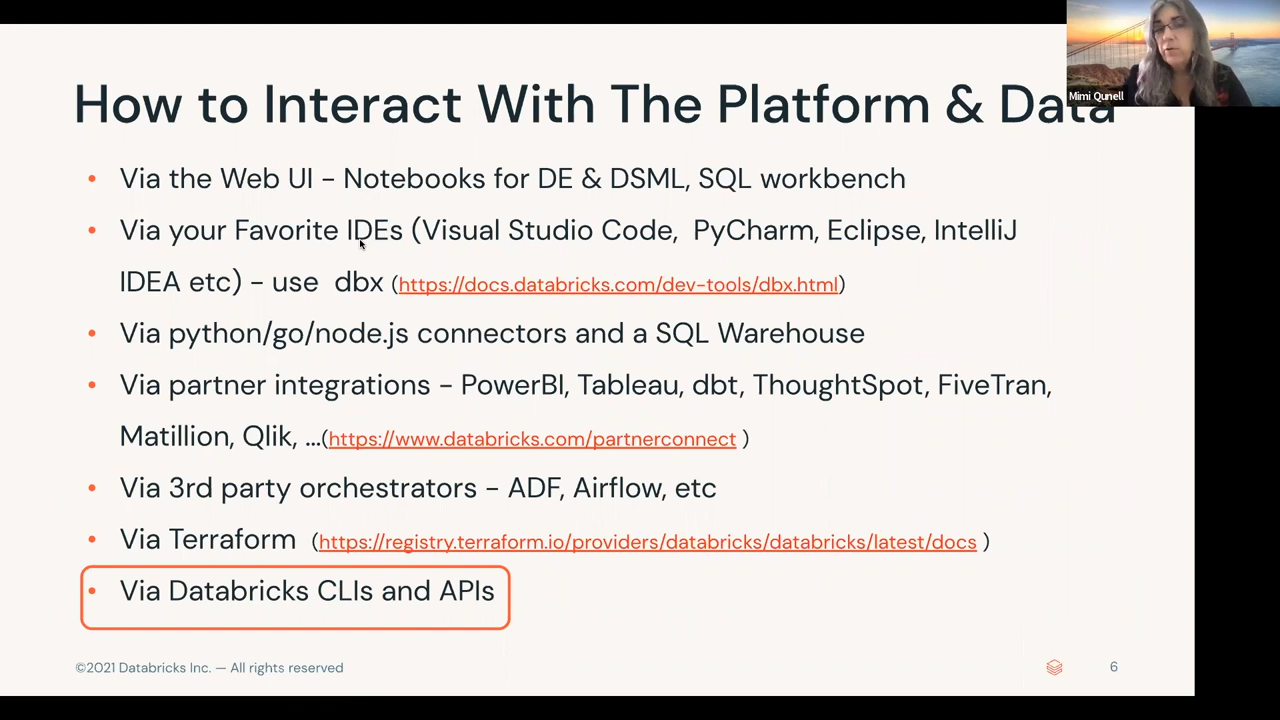 How to Interact With The Platform & Data
Mimi Qunell
• Via the Web UI - Notebooks for DE & DSML, SQL workbench
• Via your Favorite IDEs (Visual Studio Code, PyCharm, Eclipse, IntelliJ
IDEA etc) - use dbx (https://docs.databricks.com/dev-tools/dbx.html)
• Via python/go/node.js connectors and a SQL Warehouse
• Via partner integrations - PowerBI, Tableau, dbt, ThoughtSpot, FiveTran,
Matillion, Qlik, ...(https://www.databricks.com/partnerconnect )
• Via 3rd party orchestrators - ADF, Airflow, etc
• Via Terraform (https://registry.terraform.io/providers/databricks/databricks/latest/docs )
• Via Databricks CLIs and APIs
©2021 Databricks Inc. — All rights reserved
6